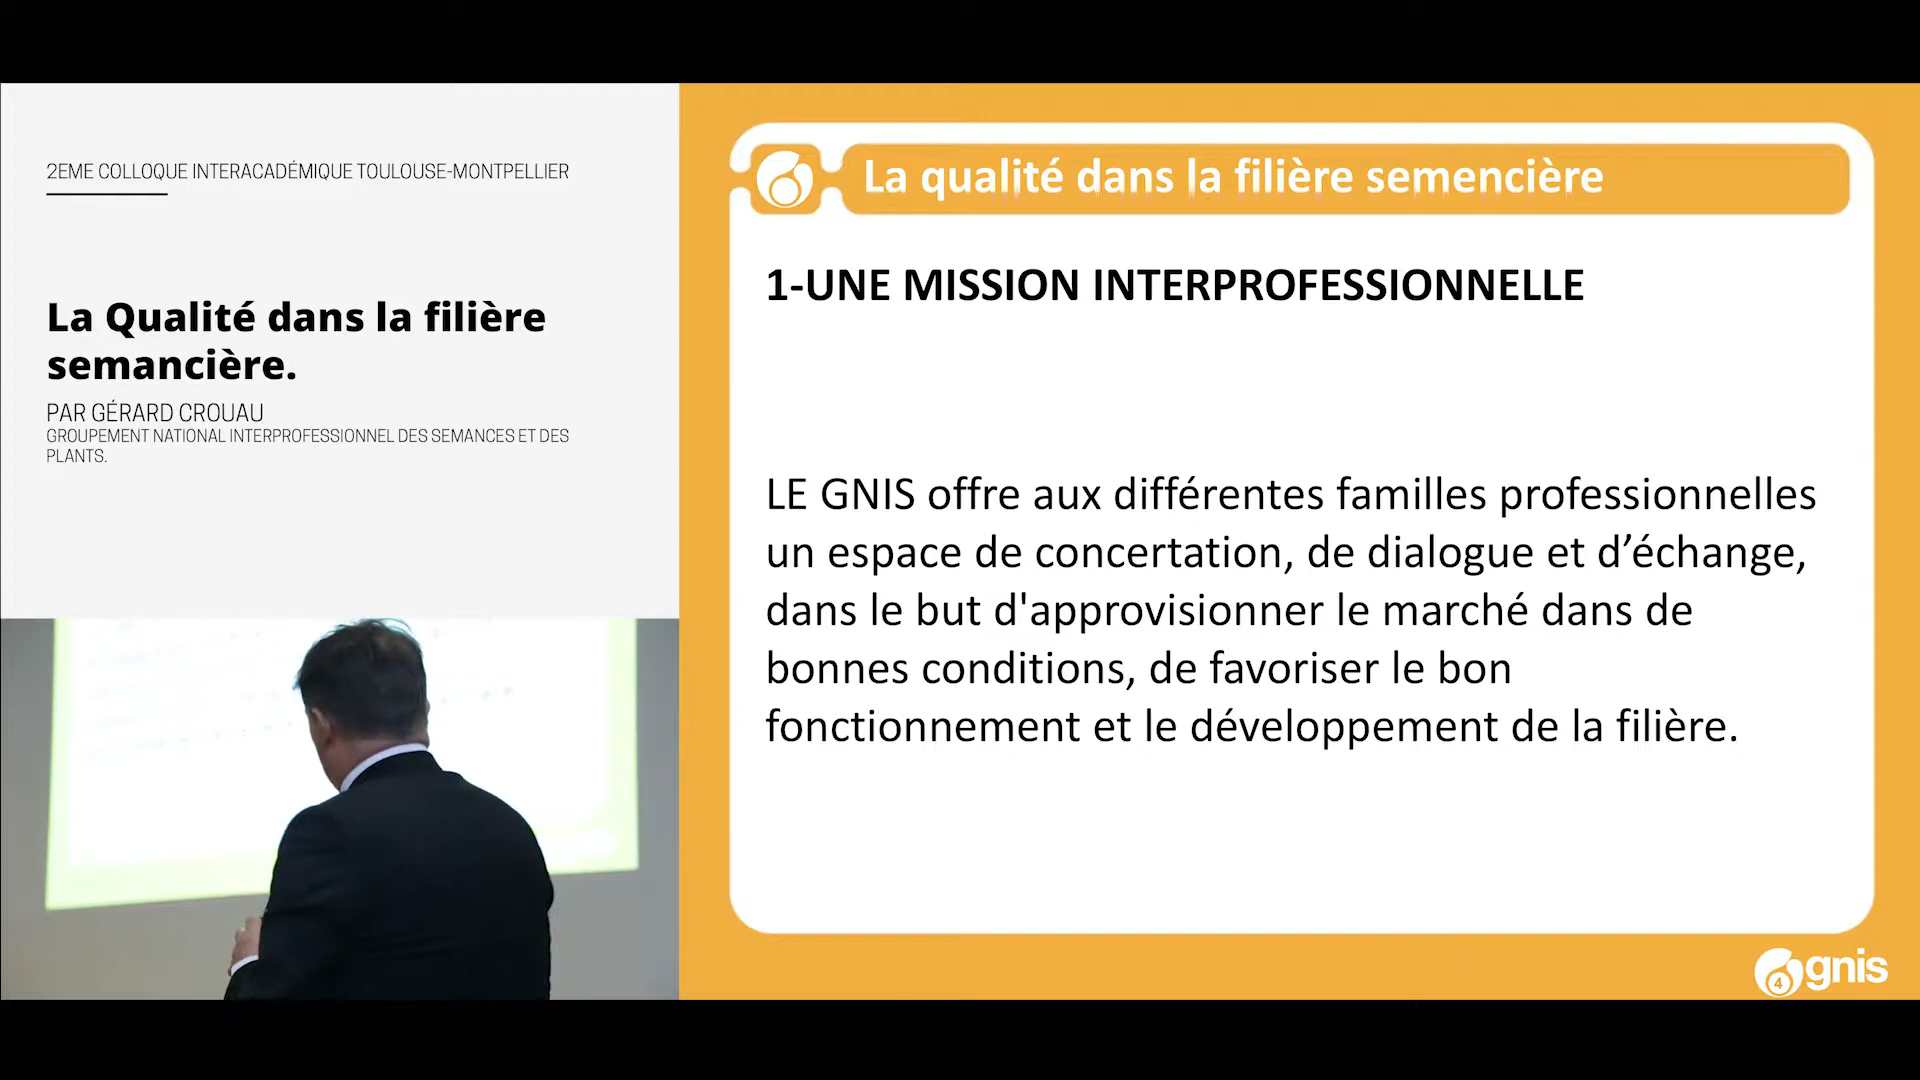 2EME COLLOQUE INTERACADÉMIQUE TOULOUSE-MONTPELLIER
La Qualité dans la filière
semancière.
PAR GÉRARD CROUAU
GROUPEMENT NATIONAL INTERPROFESSIONNEL DES SEMANCES ET DES
PLANTS.
La qualité dans la filière semencière
1-UNE MISSION INTERPROFESSIONNELLE
LE GNIS offre aux différentes familles professionnelles
un espace de concertation, de dialogue et d’échange,
dans le but d'approvisionner le marché dans de
bonnes conditions, de favoriser le bon
fonctionnement et le développement de la filière.
4
gnis